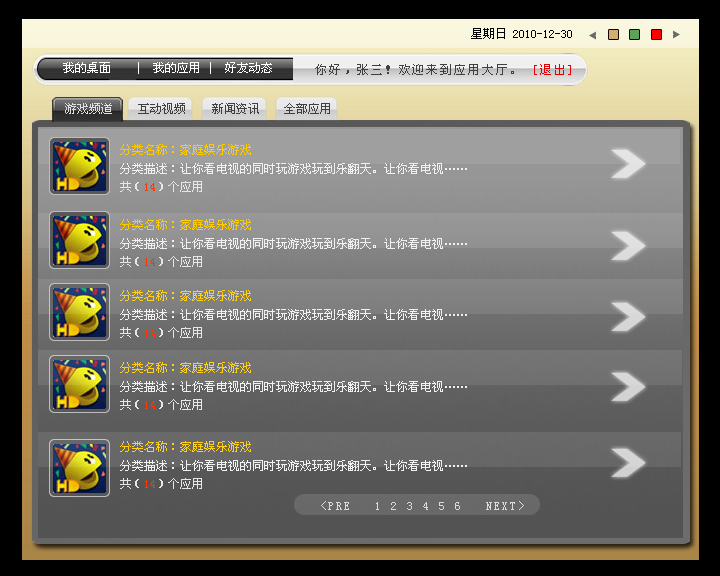 星期日 2010-12-30
我的桌面 | 我的应用 | 好友动态 你好，张三！欢迎来到应用大厅。 [退出]
游戏频道 互动视频 新闻资讯 全部应用
HD
分类名称：家庭娱乐游戏
分类描述：让你看电视的同时玩游戏玩到乐翻天。让你看电视……
共（14）个应用
HD
分类名称：家庭娱乐游戏
分类描述：让你看电视的同时玩游戏玩到乐翻天。让你看电视……
共（14）个应用
HD
分类名称：家庭娱乐游戏
分类描述：让你看电视的同时玩游戏玩到乐翻天。让你看电视……
共（14）个应用
HD
分类名称：家庭娱乐游戏
分类描述：让你看电视的同时玩游戏玩到乐翻天。让你看电视……
共（14）个应用
HD
分类名称：家庭娱乐游戏
分类描述：让你看电视的同时玩游戏玩到乐翻天。让你看电视……
共（14）个应用
<PRE 1 2 3 4 5 6 NEXT>